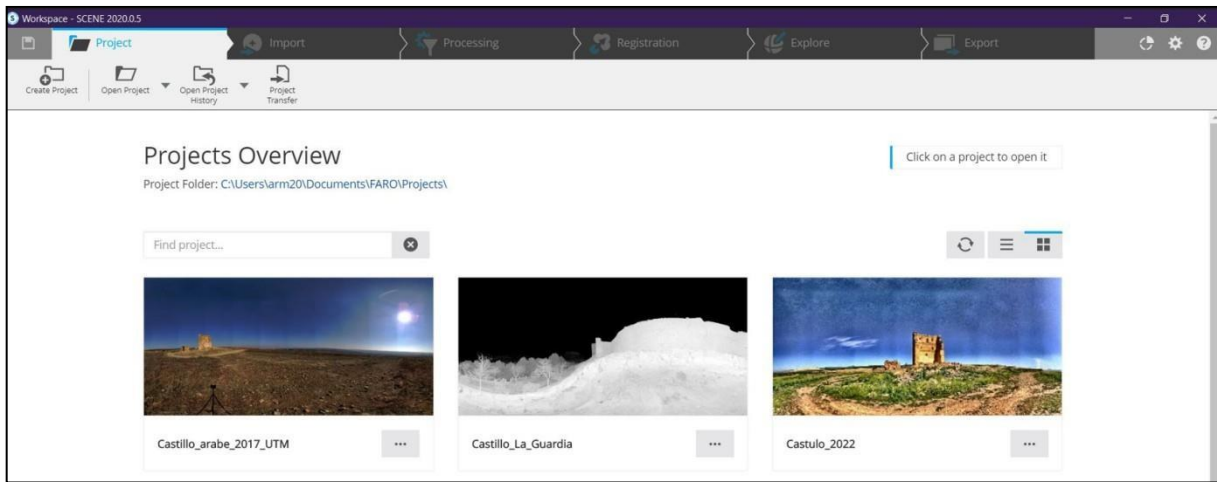 Workspace - SCENE 2020.0.5
Project
Import
Processing
Registration
Explore
Export
Create Project
Open Project
Open Project
History
Project
Transfer
Projects Overview
Click on a project to open it
Project Folder: C:\Users\arm20\Documents\FARO\Projects\
Find project...
Castillo_arabe_2017_UTM
Castillo_La_Guardia
Castulo_2022